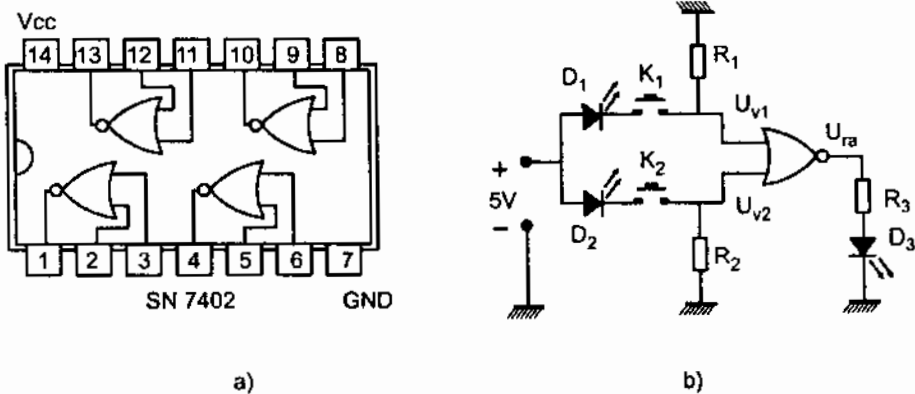 Vcc
14 13 12 11 10 9 8
1 2 3 4 5 6 7
SN 7402 GND
a)
R1
D1 K1
Uv1
Ura
+
5V
-
K2
Uv2
D2
R2
R3
D3
b)